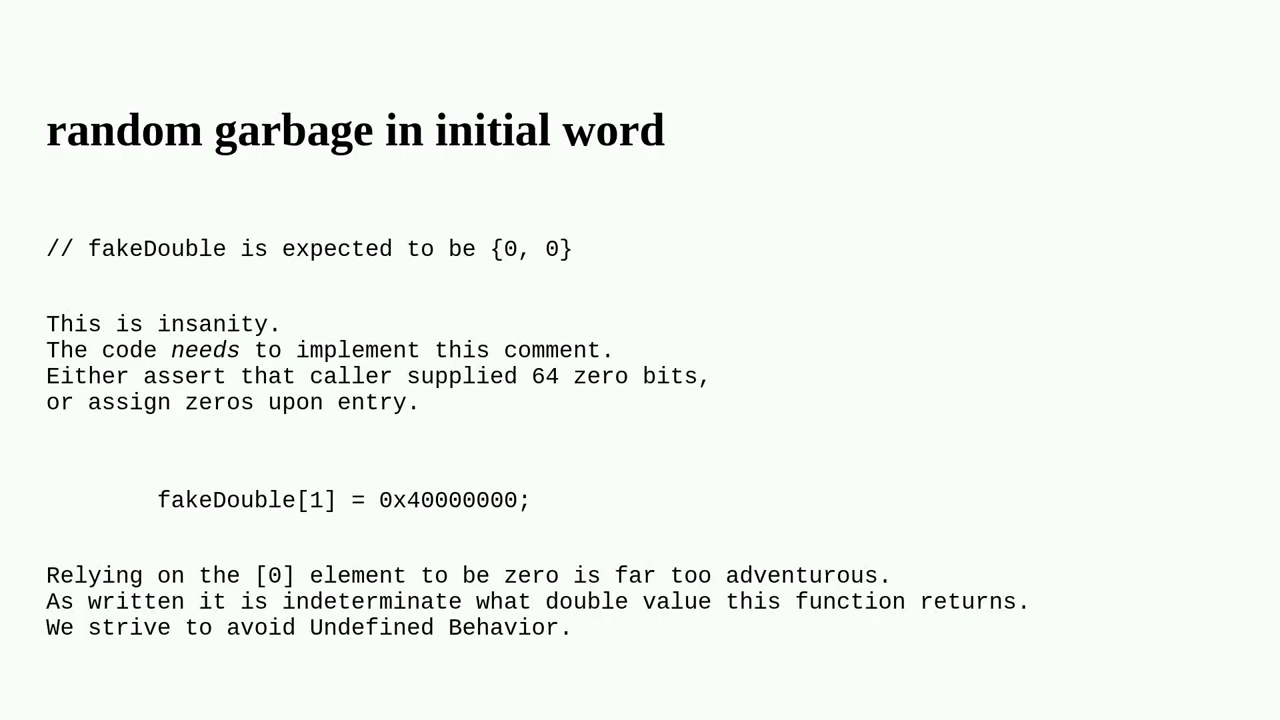 random garbage in initial word
// fakeDouble is expected to be {0, 0}
This is insanity.
The code needs to implement this comment.
Either assert that caller supplied 64 zero bits,
or assign zeros upon entry.
fakeDouble[1] = 0x40000000;
Relying on the [0] element to be zero is far too adventurous.
As written it is indeterminate what double value this function returns.
We strive to avoid Undefined Behavior.